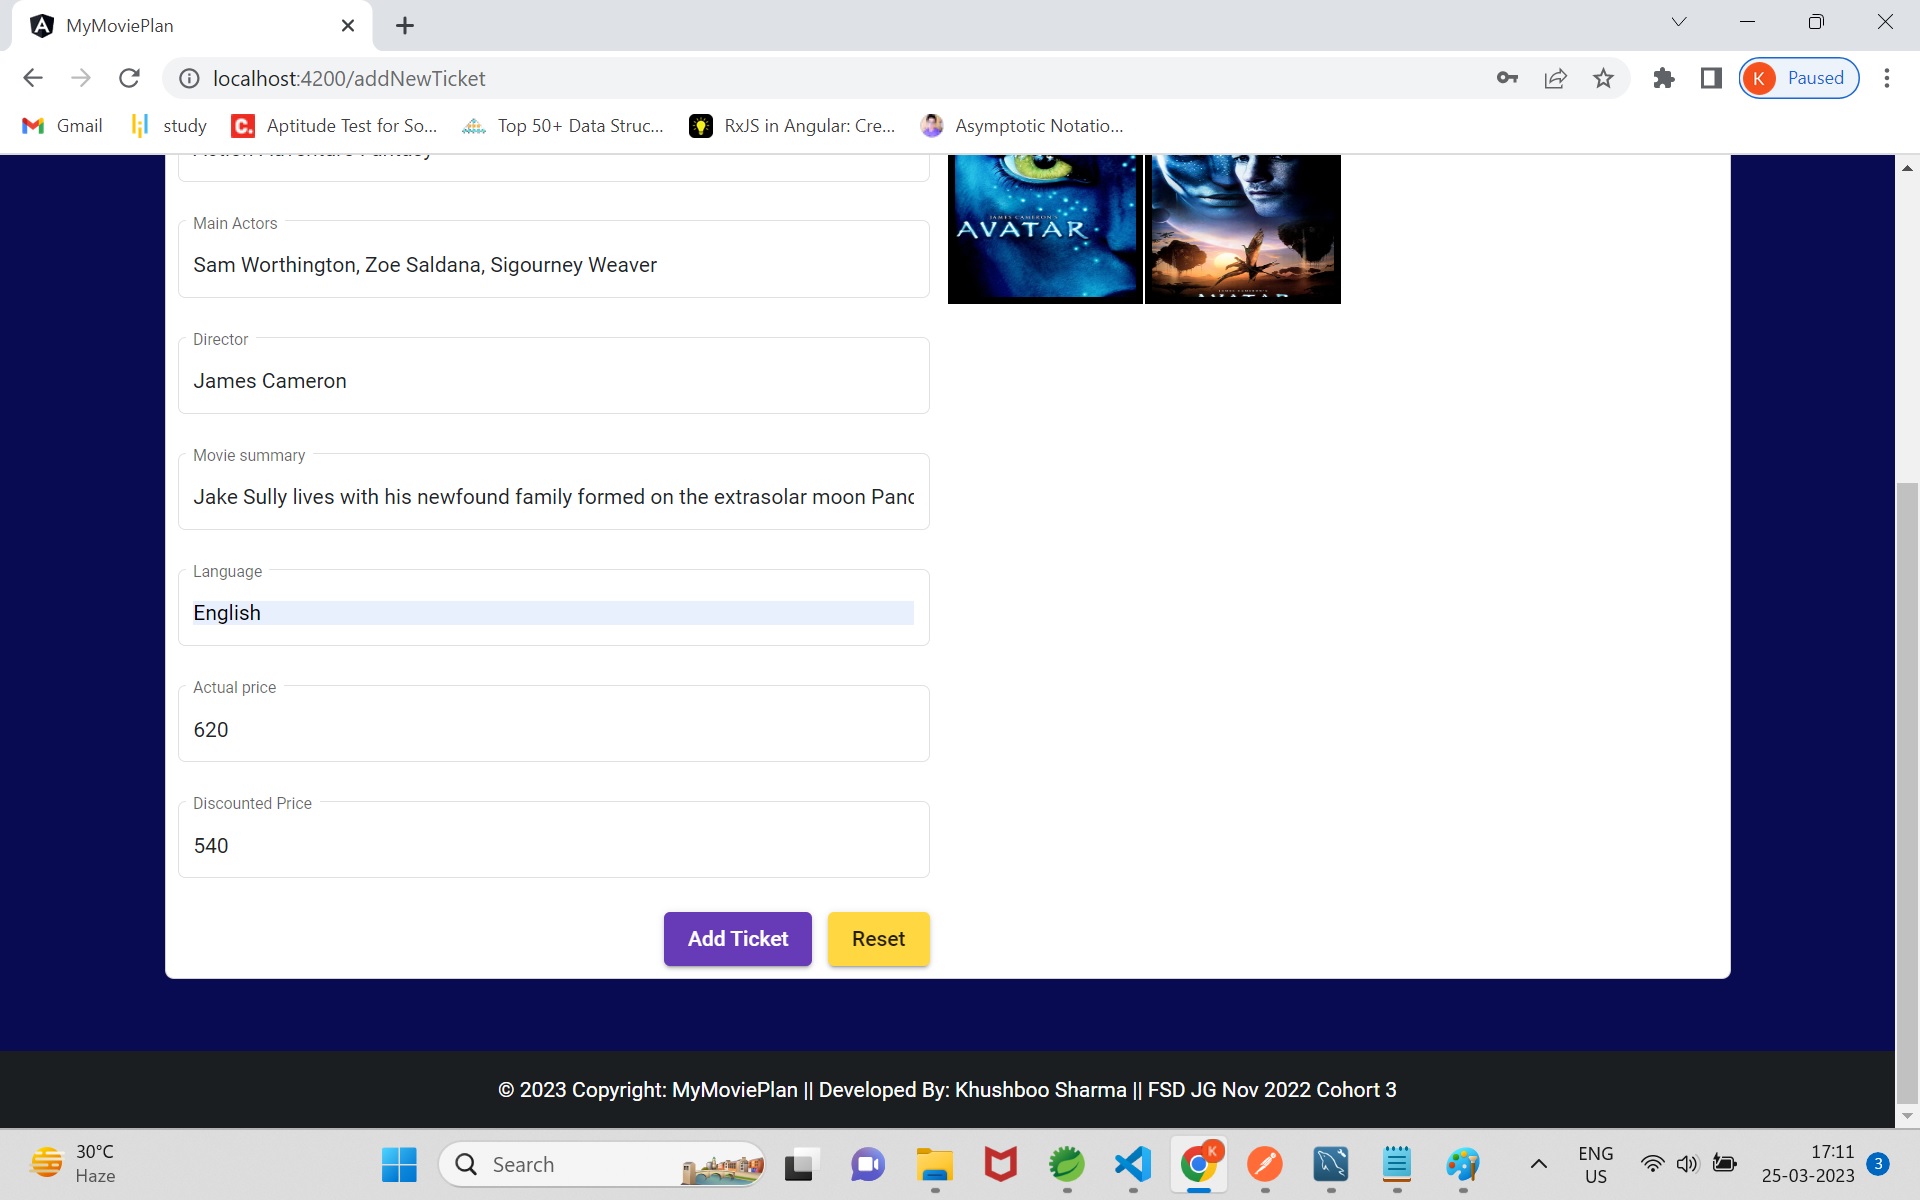 MyMoviePlan
localhost:4200/addNewTicket
K Paused
Gmail
study
C. Aptitude Test for So...
Top 50+ Data Struc...
RxJS in Angular: Cre...
Asymptotic Notatio...
Main Actors
Sam Worthington, Zoe Saldana, Sigourney Weaver
JAMES CAMERON'S
AVATAR
Director
James Cameron
Movie summary
Jake Sully lives with his newfound family formed on the extrasolar moon Panc
Language
English
Actual price
620
Discounted Price
540
Add Ticket
Reset
© 2023 Copyright: MyMoviePlan || Developed By: Khushboo Sharma || FSD JG Nov 2022 Cohort 3
30°C
Haze
Search
K
ENG
US
17:11
25-03-2023
3